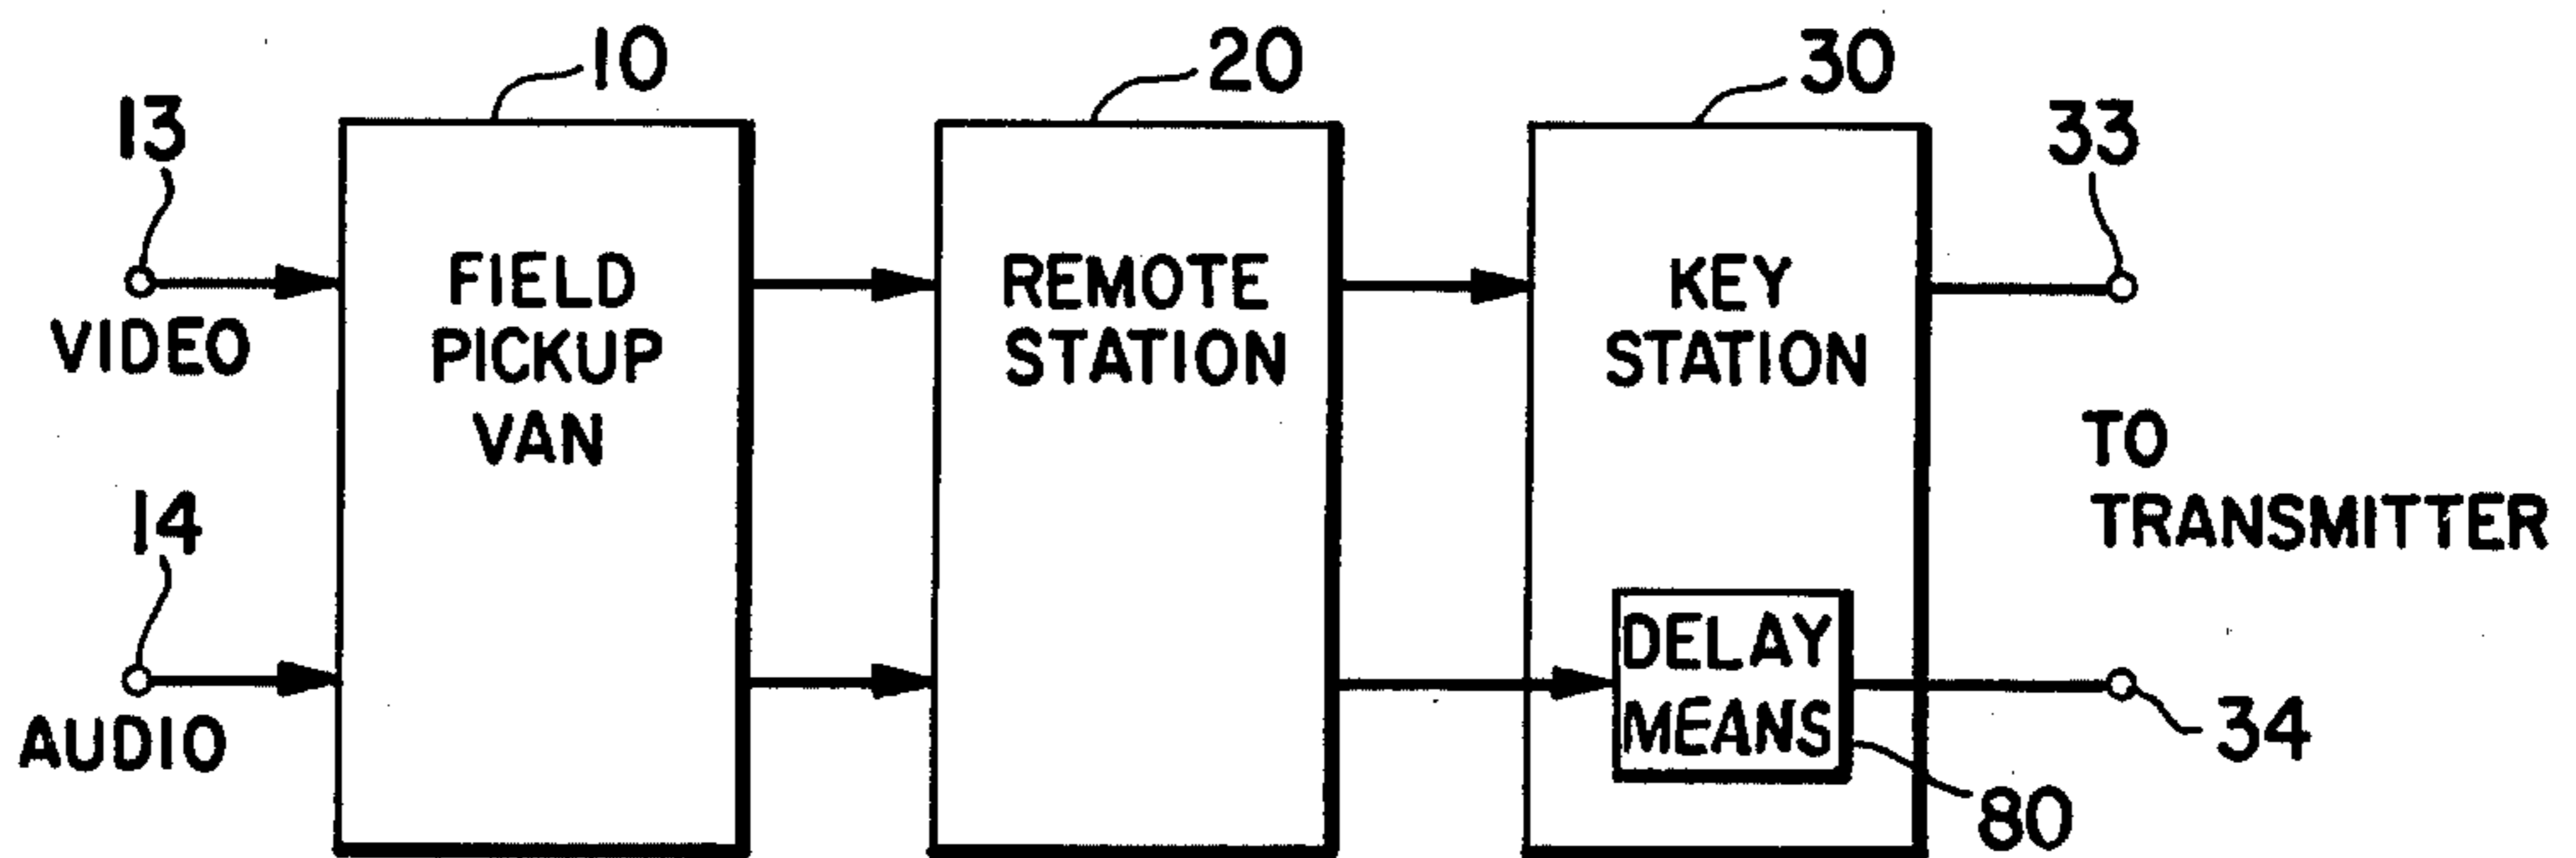 10
20
30
13
33
FIELD
PICKUP
VAN
REMOTE
STATION
KEY
STATION
VIDEO
TO
TRANSMITTER
14
AUDIO
DELAY
MEANS
34
80